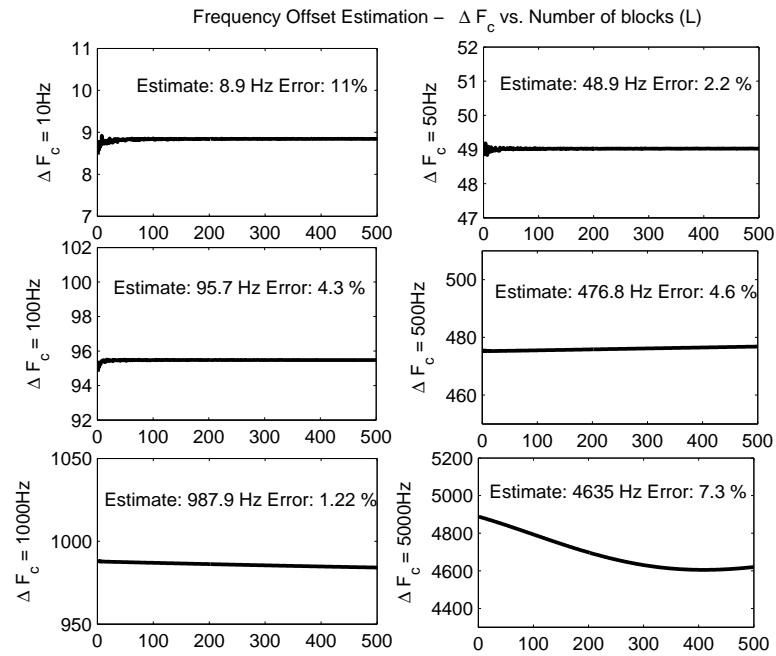 Frequency Offset Estimation – Δ F_c vs. Number of blocks (L)
Δ F_c = 10Hz
11
10
9
8
7
Estimate: 8.9 Hz Error: 11%
0 100 200 300 400 500
Δ F_c = 50Hz
52
51
50
49
48
47
Estimate: 48.9 Hz Error: 2.2 %
0 100 200 300 400 500
Δ F_c = 100Hz
102
100
98
96
94
92
Estimate: 95.7 Hz Error: 4.3 %
0 100 200 300 400 500
Δ F_c = 500Hz
500
480
460
Estimate: 476.8 Hz Error: 4.6 %
0 100 200 300 400 500
Δ F_c = 1000Hz
1050
1000
950
Estimate: 987.9 Hz Error: 1.22 %
0 100 200 300 400 500
Δ F_c = 5000Hz
5200
5000
4800
4600
4400
Estimate: 4635 Hz Error: 7.3 %
0 100 200 300 400 500